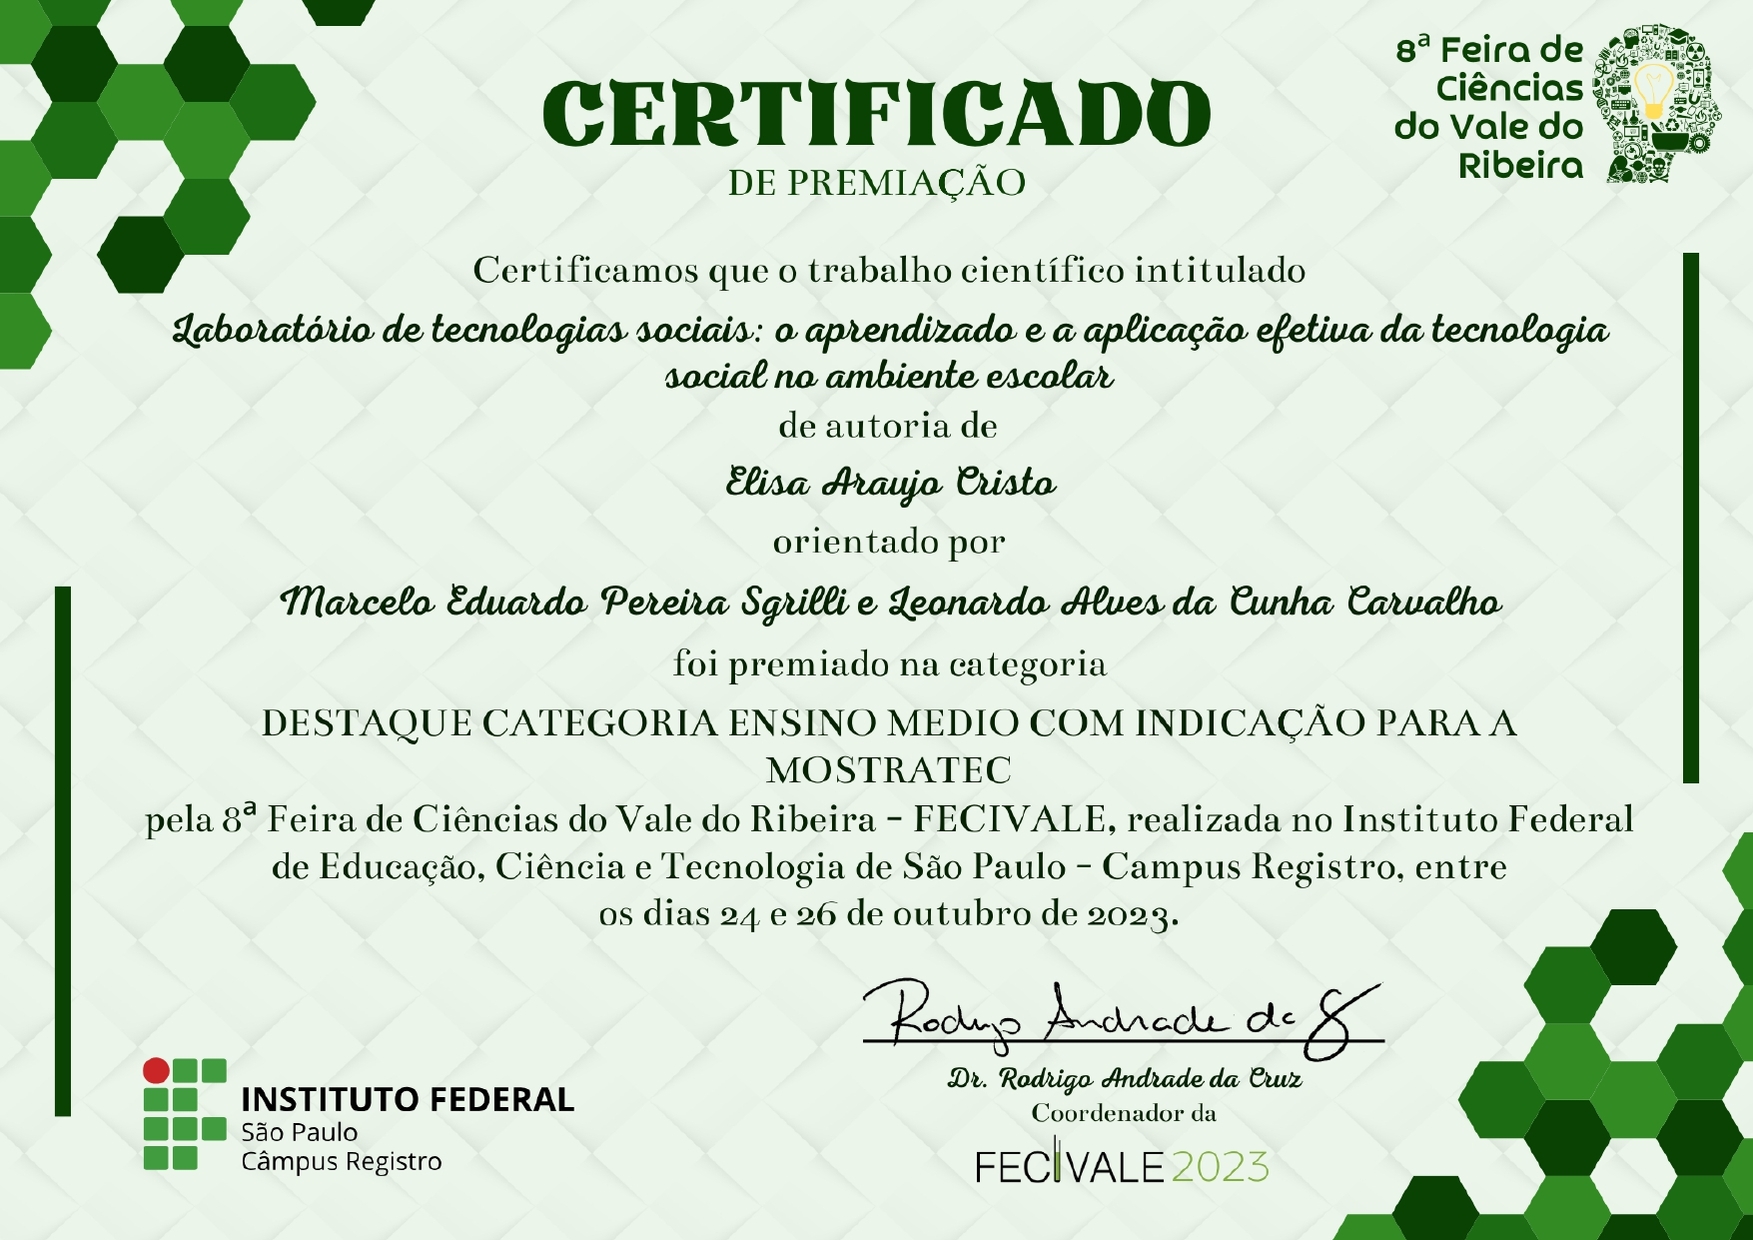 8ª Feira de
Ciências
do Vale do
Ribeira
CERTIFICADO
DE PREMIAÇÃO
Certificamos que o trabalho científico intitulado
Laboratório de tecnologias sociais: o aprendizado e a aplicação efetiva da tecnologia
social no ambiente escolar
de autoria de
Elisa Araujo Cristo
orientado por
Marcelo Eduardo Pereira Sgrilli e Leonardo Alves da Cunha Carvalho
foi premiado na categoria
DESTAQUE CATEGORIA ENSINO MEDIO COM INDICAÇÃO PARA A
MOSTRATEC
pela 8ª Feira de Ciências do Vale do Ribeira - FECIVALE, realizada no Instituto Federal
de Educação, Ciência e Tecnologia de São Paulo - Campus Registro, entre
os dias 24 e 26 de outubro de 2023.
Rodrigo Andrade da
Dr. Rodrigo Andrade da Cruz
Coordenador da
FECIVALE 2023
INSTITUTO FEDERAL
São Paulo
Câmpus Registro